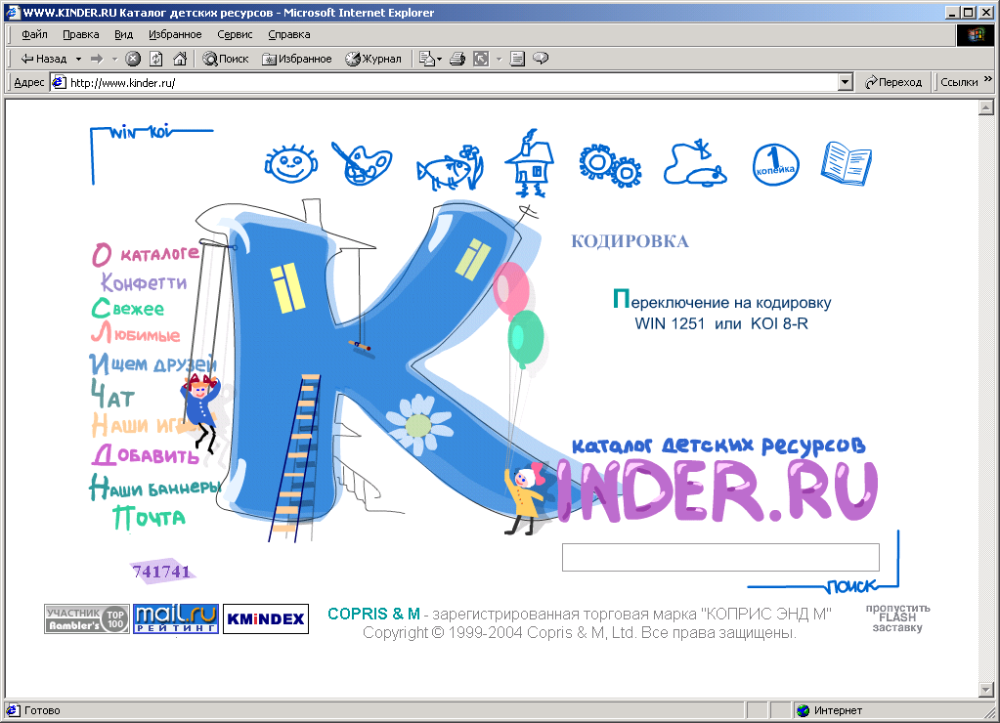 WWW.KINDER.RU Каталог детских ресурсов - Microsoft Internet Explorer
Файл Правка Вид Избранное Сервис Справка
Назад Поиск Избранное Журнал
Адрес http://www.kinder.ru/ Переход Ссылки »
win koi
1
копейка
КОДИРОВКА
Переключение на кодировку
WIN 1251 или KOI 8-R
О каталоге
Конфетти
Свежее
Любимые
Ищем друзей
Чат
Наши
Добавить
Наши баннеры
Почта
каталог детских ресурсов
KINDER.RU
поиск
741741
УЧАСТНИК
Rambler's
TOP
100
mail.ru
РЕЙТИНГ
KMiNDEX
COPRIS & M - зарегистрированная торговая марка "КОПРИС ЭНД М"
Copyright © 1999-2004 Copris & M, Ltd. Все права защищены.
пропустить
FLASH
заставку
Готово Интернет